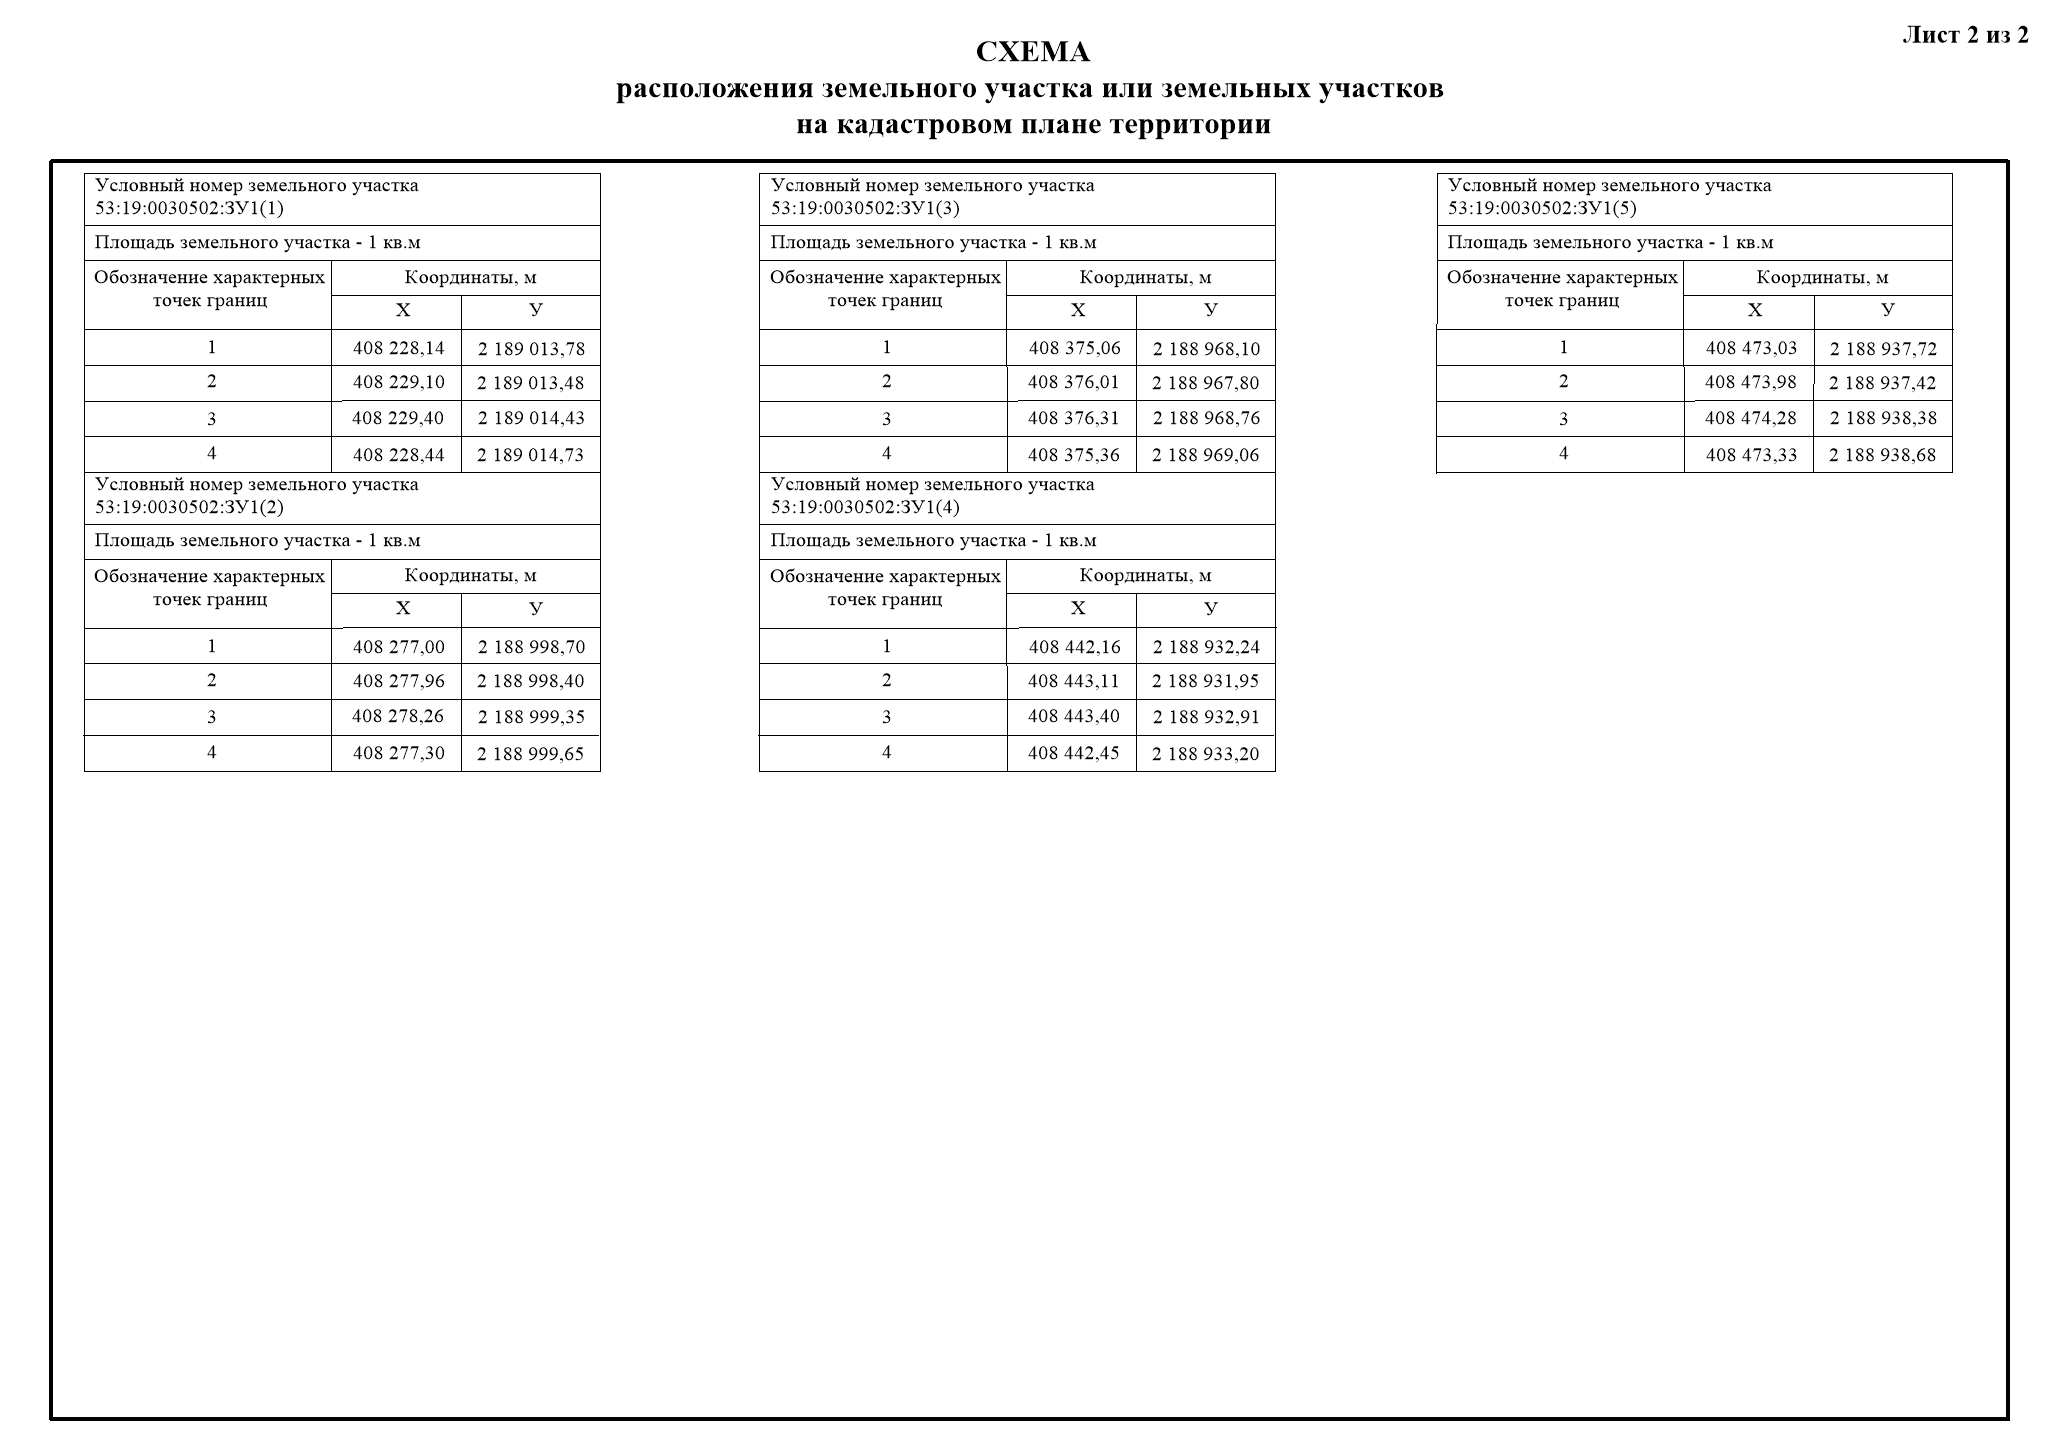 Лист 2 из 2
СХЕМА
расположения земельного участка или земельных участков
на кадастровом плане территории
Условный номер земельного участка
53:19:0030502:ЗУ1(1)
Площадь земельного участка - 1 кв.м
Обозначение характерных точек границ Координаты, м
Х У
1 408 228,14 2 189 013,78
2 408 229,10 2 189 013,48
3 408 229,40 2 189 014,43
4 408 228,44 2 189 014,73
Условный номер земельного участка
53:19:0030502:ЗУ1(2)
Площадь земельного участка - 1 кв.м
Обозначение характерных точек границ Координаты, м
Х У
1 408 277,00 2 188 998,70
2 408 277,96 2 188 998,40
3 408 278,26 2 188 999,35
4 408 277,30 2 188 999,65
Условный номер земельного участка
53:19:0030502:ЗУ1(3)
Площадь земельного участка - 1 кв.м
Обозначение характерных точек границ Координаты, м
Х У
1 408 375,06 2 188 968,10
2 408 376,01 2 188 967,80
3 408 376,31 2 188 968,76
4 408 375,36 2 188 969,06
Условный номер земельного участка
53:19:0030502:ЗУ1(4)
Площадь земельного участка - 1 кв.м
Обозначение характерных точек границ Координаты, м
Х У
1 408 442,16 2 188 932,24
2 408 443,11 2 188 931,95
3 408 443,40 2 188 932,91
4 408 442,45 2 188 933,20
Условный номер земельного участка
53:19:0030502:ЗУ1(5)
Площадь земельного участка - 1 кв.м
Обозначение характерных точек границ Координаты, м
Х У
1 408 473,03 2 188 937,72
2 408 473,98 2 188 937,42
3 408 474,28 2 188 938,38
4 408 473,33 2 188 938,68